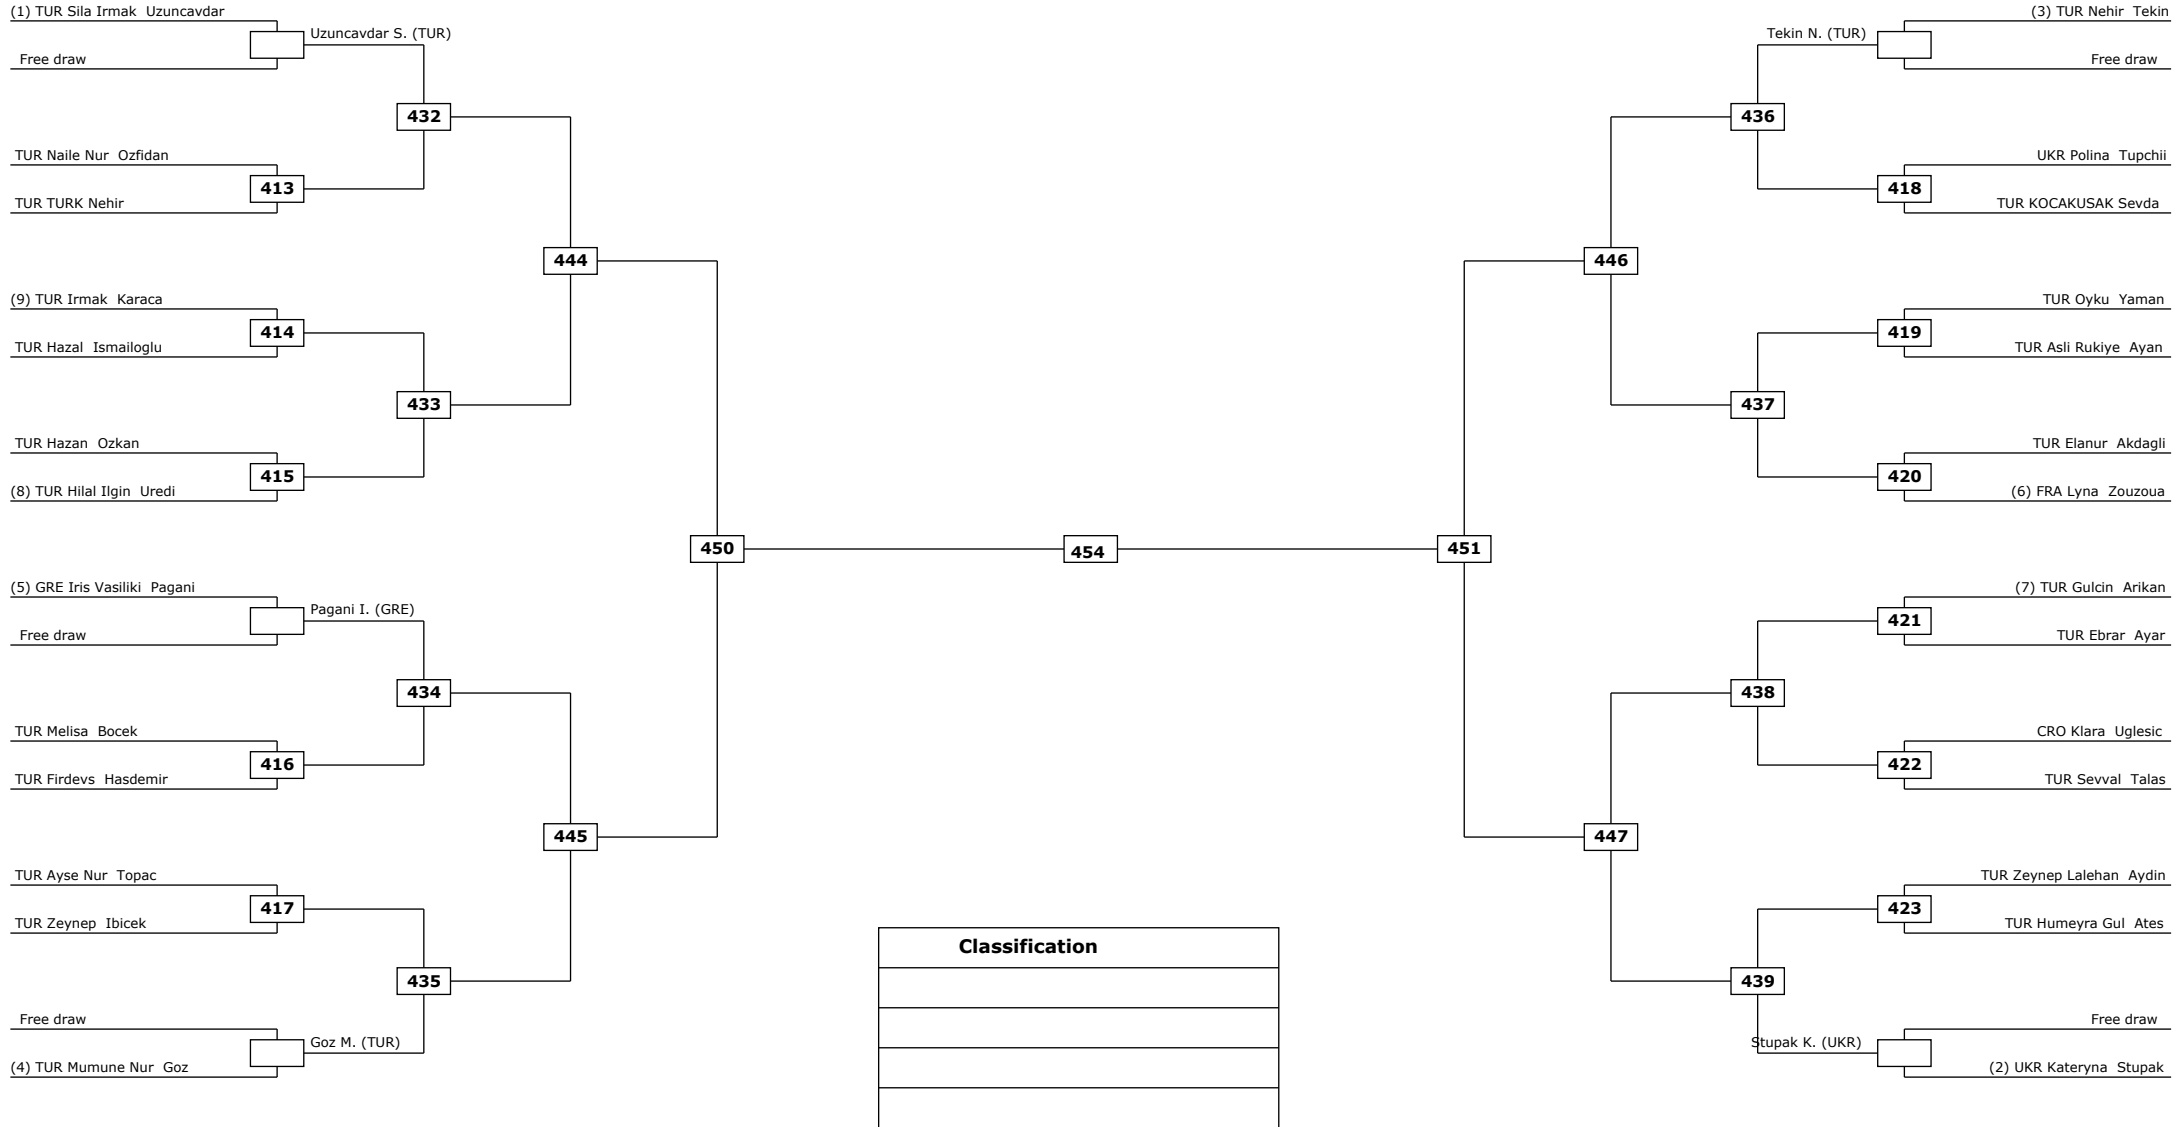 (1) TUR Sila Irmak  Uzuncavdar
Uzuncavdar S. (TUR)
Free draw
432
TUR Naile Nur  Ozfidan
413
TUR TURK Nehir
444
(9) TUR Irmak  Karaca
414
TUR Hazal  Ismailoglu
433
TUR Hazan  Ozkan
415
(8) TUR Hilal Ilgin  Uredi
450
(5) GRE Iris Vasiliki  Pagani
Pagani I. (GRE)
Free draw
434
TUR Melisa  Bocek
416
TUR Firdevs  Hasdemir
445
TUR Ayse Nur  Topac
417
TUR Zeynep  Ibicek
435
Free draw
Goz M. (TUR)
(4) TUR Mumune Nur  Goz
454
Classification
(3) TUR Nehir  Tekin
Tekin N. (TUR)
Free draw
436
UKR Polina  Tupchii
418
TUR KOCAKUSAK Sevda
446
TUR Oyku  Yaman
419
TUR Asli Rukiye  Ayan
437
TUR Elanur  Akdagli
420
(6) FRA Lyna  Zouzoua
451
(7) TUR Gulcin  Arikan
421
TUR Ebrar  Ayar
438
CRO Klara  Uglesic
422
TUR Sevval  Talas
447
TUR Zeynep Lalehan  Aydin
423
TUR Humeyra Gul  Ates
439
Free draw
Stupak K. (UKR)
(2) UKR Kateryna  Stupak